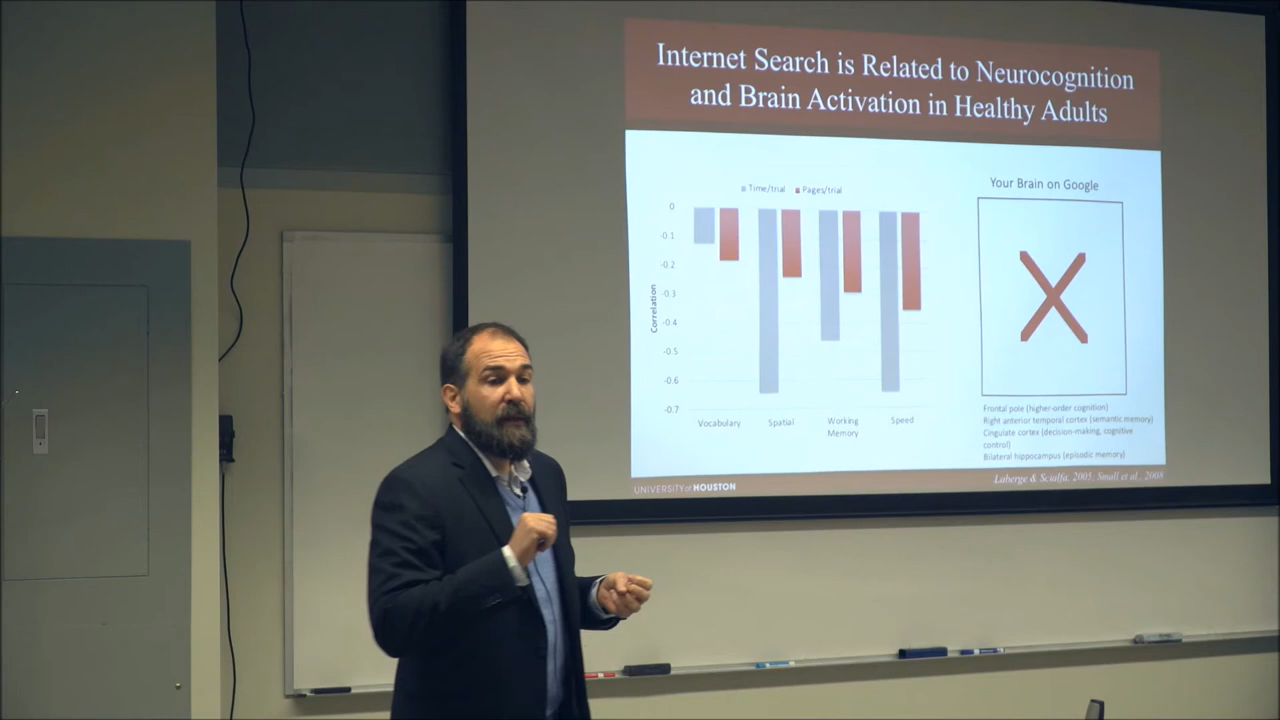 Internet Search is Related to Neurocognition
and Brain Activation in Healthy Adults
Time/trial Pages/trial
0
-0.1
-0.2
-0.3
-0.4
-0.5
-0.6
-0.7
Correlation
Vocabulary Spatial Working Speed
Memory
Your Brain on Google
Frontal pole (higher-order cognition)
Right anterior temporal cortex (semantic memory)
Cingulate cortex (decision-making, cognitive
control)
Bilateral hippocampus (episodic memory)
UNIVERSITY of HOUSTON
Laberge & Scialfa, 2005; Small et al., 2008